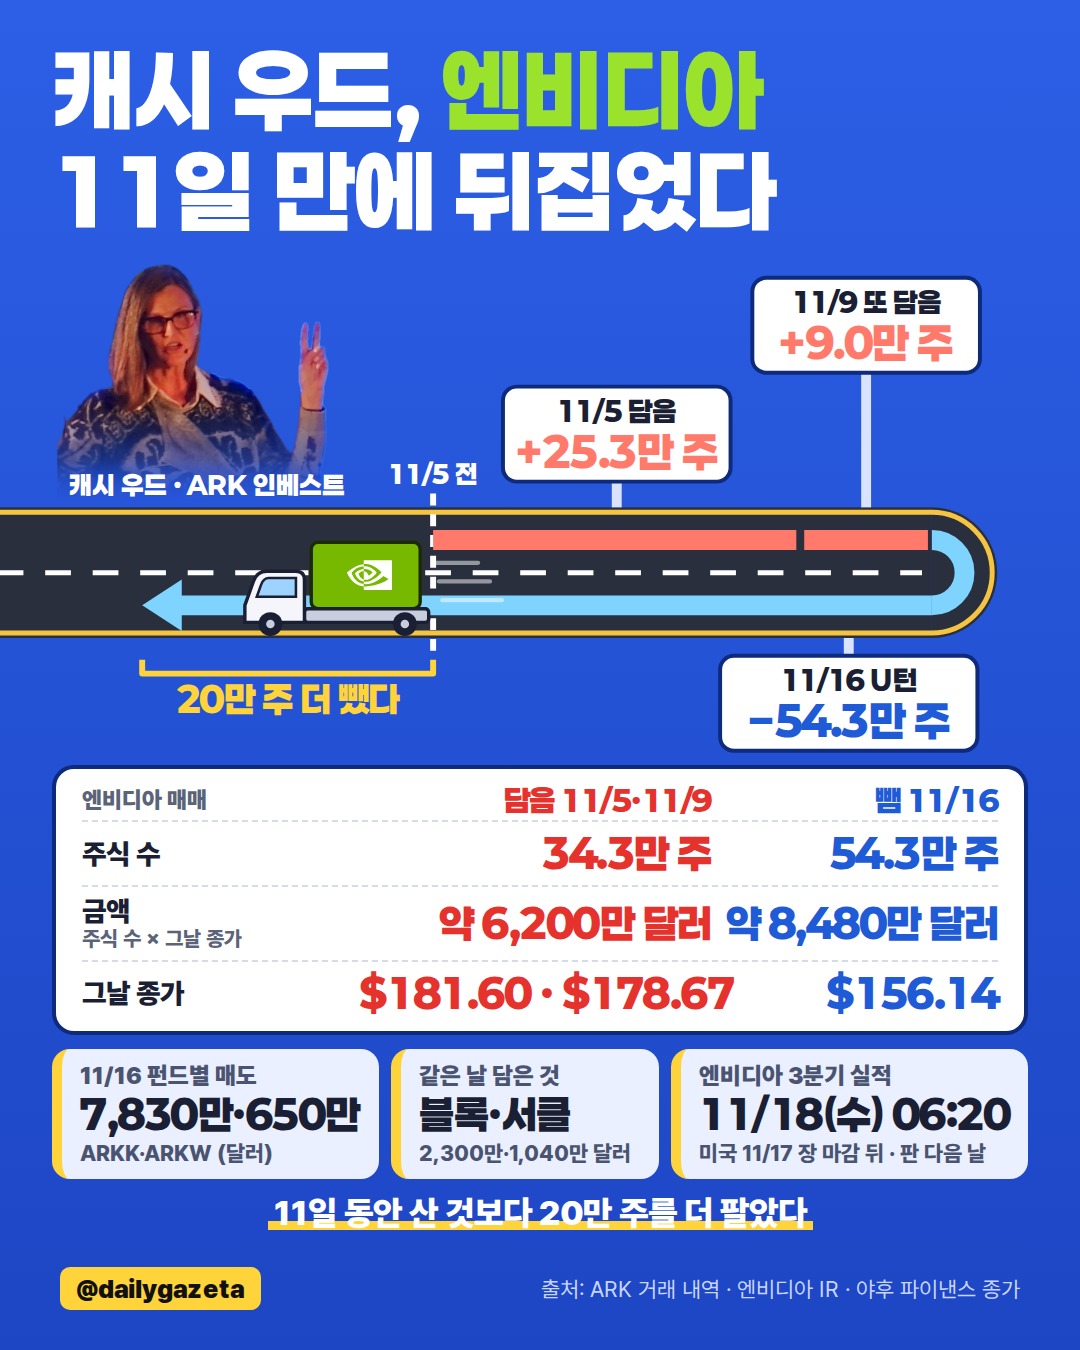 캐시 우드, 엔비디아
11일 만에 뒤집었다
11/9 또 담음
+9.0만 주
11/5 담음
+25.3만 주
11/5 전
캐시 우드 · ARK 인베스트
20만 주 더 뺐다
11/16 U턴
−54.3만 주
엔비디아 매매 담음 11/5·11/9 뺌 11/16
주식 수 34.3만 주 54.3만 주
금액 약 6,200만 달러 약 8,480만 달러
주식 수 × 그날 종가
그날 종가 $181.60 · $178.67 $156.14
11/16 펀드별 매도
7,830만·650만
ARKK·ARKW (달러)
같은 날 담은 것
블록·서클
2,300만·1,040만 달러
엔비디아 3분기 실적
11/18(수) 06:20
미국 11/17 장 마감 뒤 · 판 다음 날
11일 동안 산 것보다 20만 주를 더 팔았다
@dailygazeta
출처: ARK 거래 내역 · 엔비디아 IR · 야후 파이낸스 종가